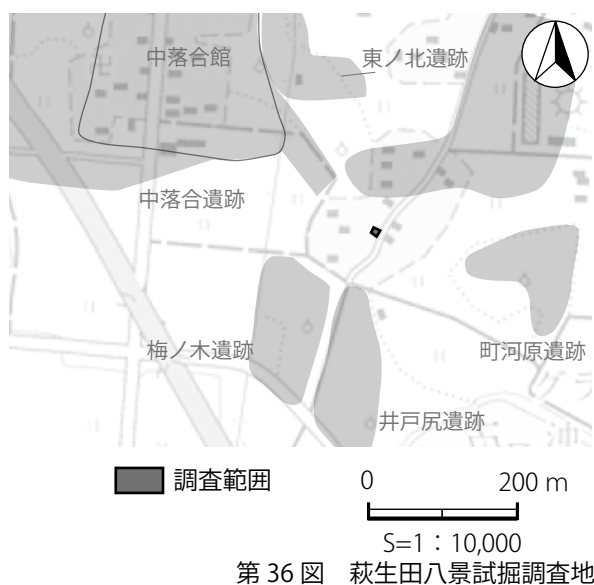 中落合館
東ノ北遺跡
中落合遺跡
梅ノ木遺跡
町河原遺跡
井戸尻遺跡
調査範囲
0 200 m
S=1：10,000
第 36 図　萩生田八景試掘調査地